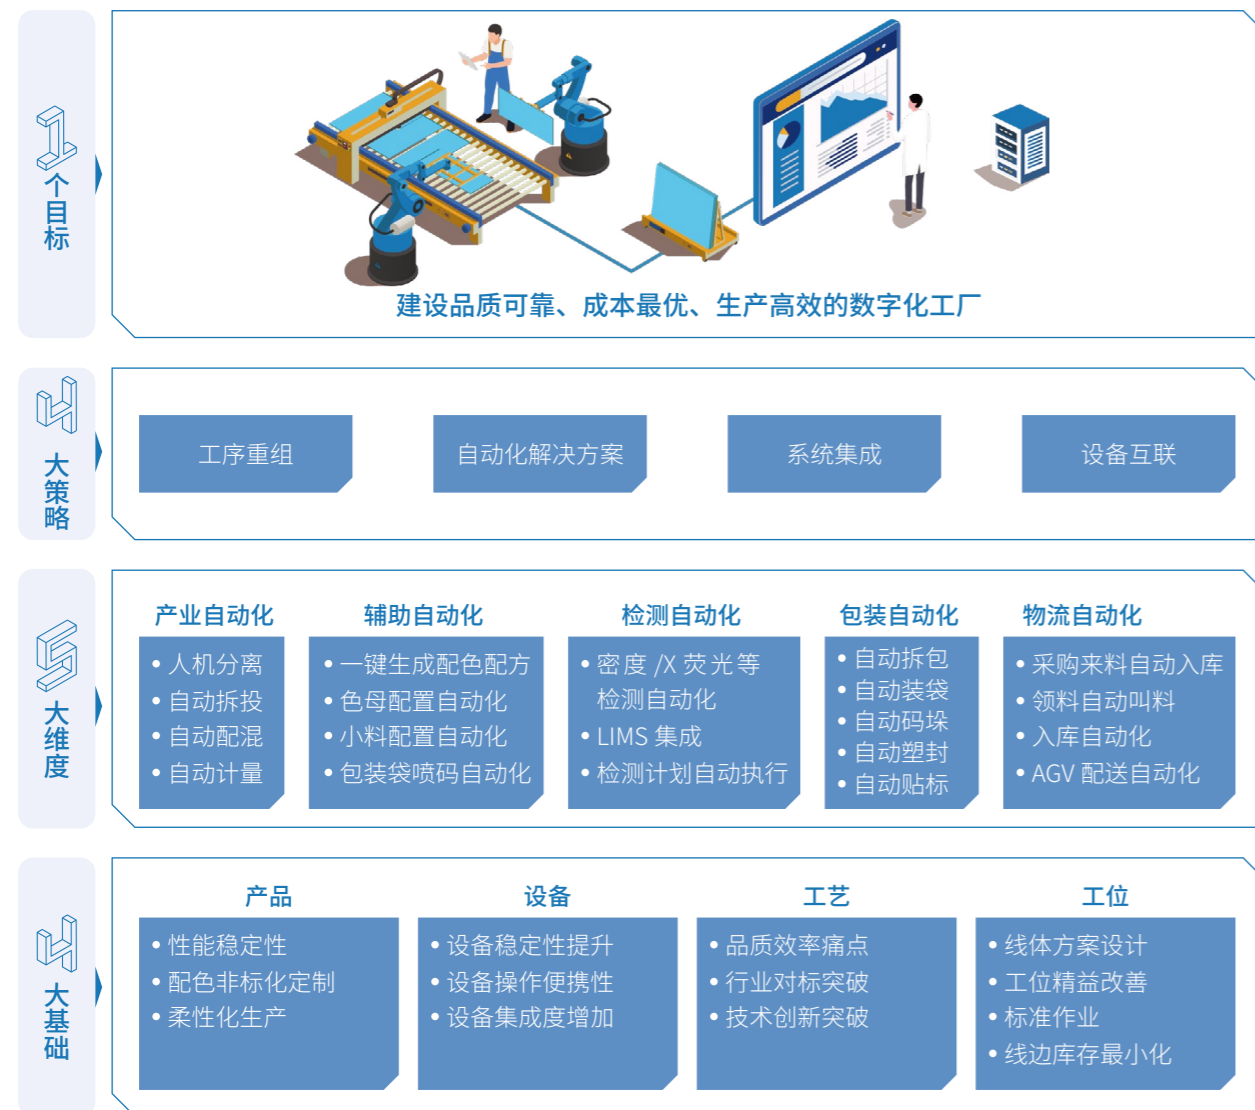 1个目标
建设品质可靠、成本最优、生产高效的数字化工厂
4大策略
工序重组
自动化解决方案
系统集成
设备互联
5大维度
产业自动化
• 人机分离
• 自动拆投
• 自动配混
• 自动计量
辅助自动化
• 一键生成配色配方
• 色母配置自动化
• 小料配置自动化
• 包装袋喷码自动化
检测自动化
• 密度 /X 荧光等
检测自动化
• LIMS 集成
• 检测计划自动执行
包装自动化
• 自动拆包
• 自动装袋
• 自动码垛
• 自动塑封
• 自动贴标
物流自动化
• 采购来料自动入库
• 领料自动叫料
• 入库自动化
• AGV 配送自动化
4大基础
产品
• 性能稳定性
• 配色非标化定制
• 柔性化生产
设备
• 设备稳定性提升
• 设备操作便携性
• 设备集成度增加
工艺
• 品质效率痛点
• 行业对标突破
• 技术创新突破
工位
• 线体方案设计
• 工位精益改善
• 标准作业
• 线边库存最小化